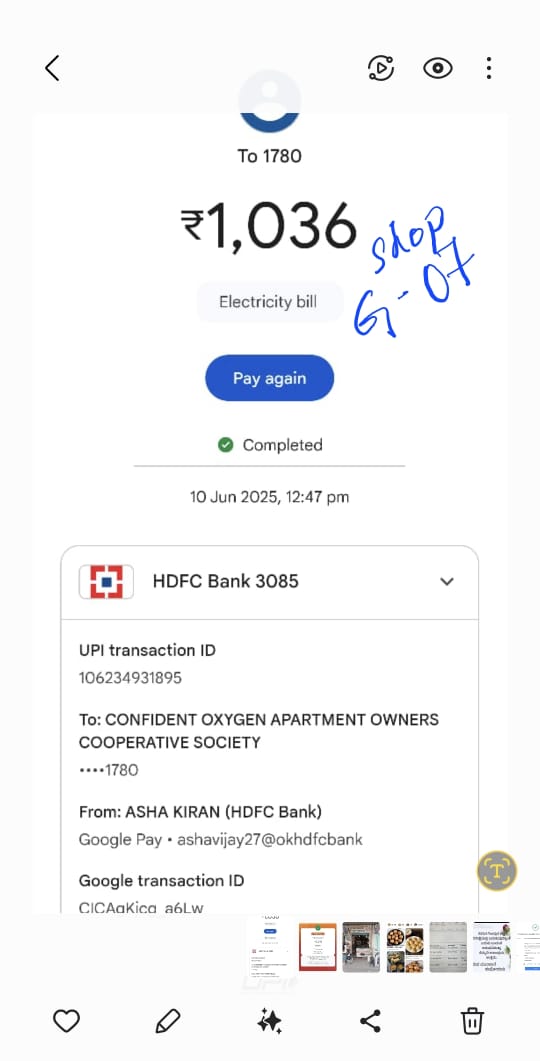 To 1780
₹1,036
shop
G-07
Electricity bill
Pay again
Completed
10 Jun 2025, 12:47 pm
HDFC Bank 3085
UPI transaction ID
106234931895
To: CONFIDENT OXYGEN APARTMENT OWNERS
COOPERATIVE SOCIETY
••••1780
From: ASHA KIRAN (HDFC Bank)
Google Pay • ashavijay27@okhdfcbank
Google transaction ID
CICAgKicg_a6Lw
T